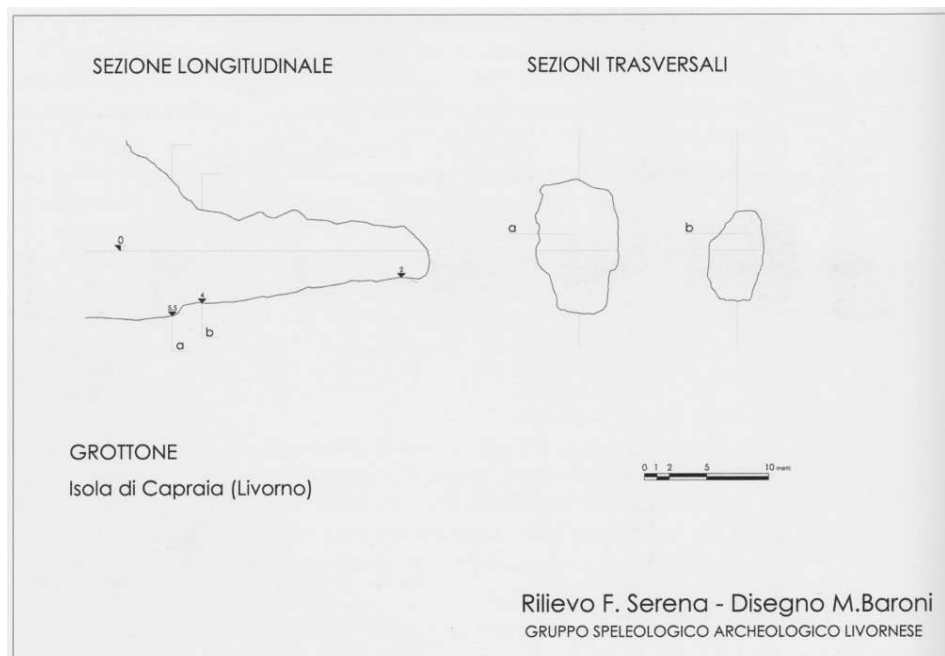 SEZIONE LONGITUDINALE
SEZIONI TRASVERSALI
0
2
4
5,5
b
a
a
b
GROTTONE
Isola di Capraia (Livorno)
0 1 2 5 10 metri
Rilievo F. Serena - Disegno M.Baroni
GRUPPO SPELEOLOGICO ARCHEOLOGICO LIVORNESE